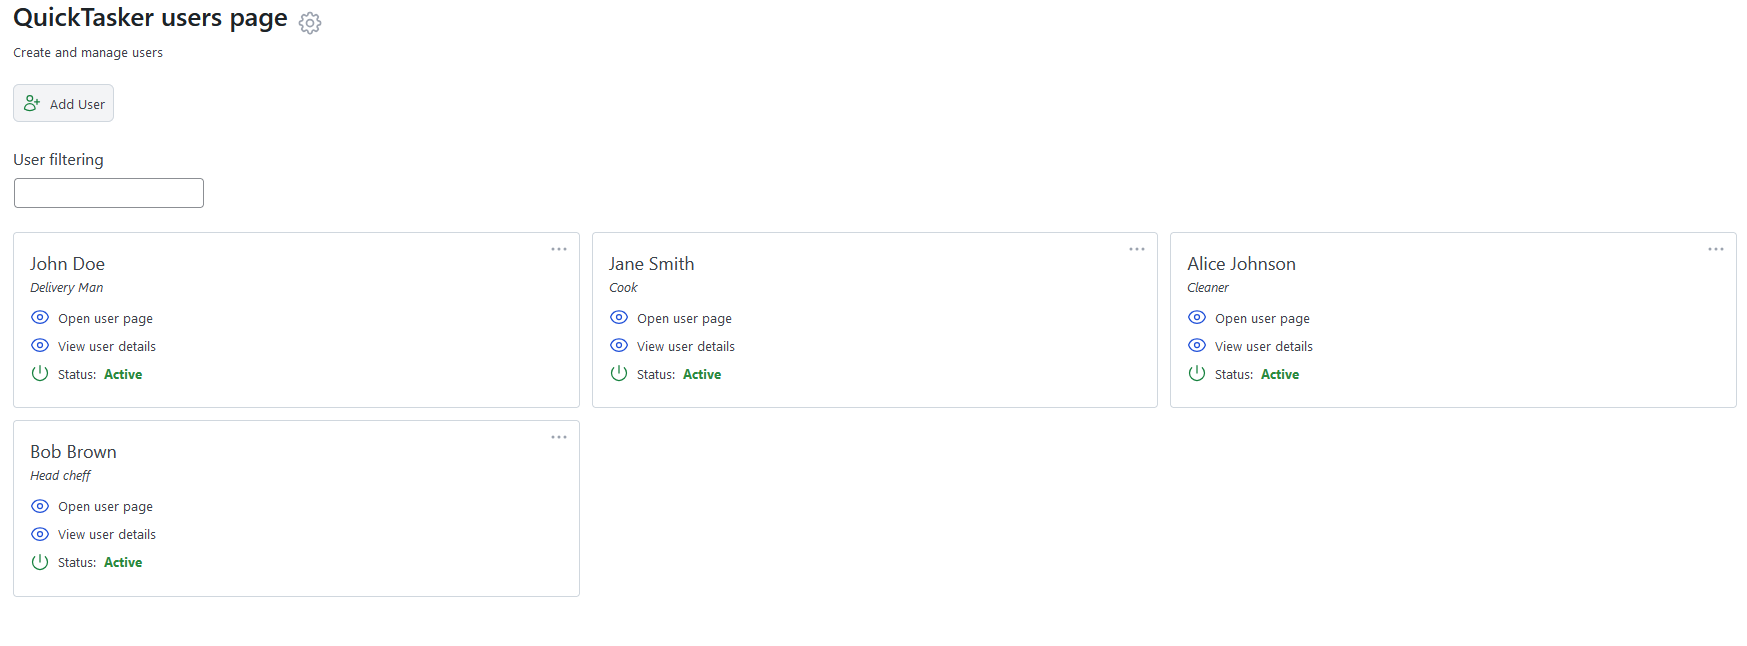 QuickTasker users page
Create and manage users
Add User
User filtering
John Doe
Delivery Man
Open user page
View user details
Status: Active
Jane Smith
Cook
Open user page
View user details
Status: Active
Alice Johnson
Cleaner
Open user page
View user details
Status: Active
Bob Brown
Head cheff
Open user page
View user details
Status: Active